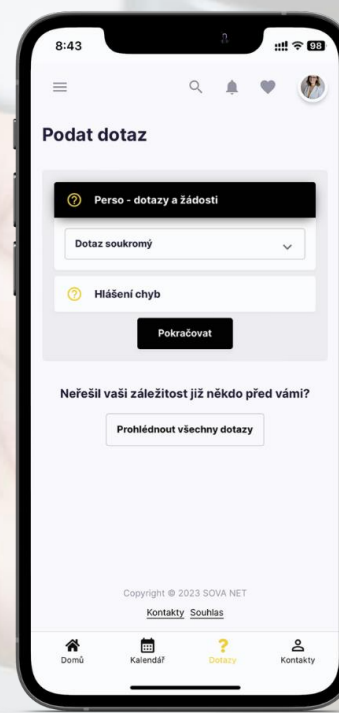 8:43
98
Podat dotaz
Perso - dotazy a žádosti
Dotaz soukromý
Hlášení chyb
Pokračovat
Neřešil vaši záležitost již někdo před vámi?
Prohlédnout všechny dotazy
Copyright © 2023 SOVA NET
Kontakty Souhlas
Domů Kalendář Dotazy Kontakty